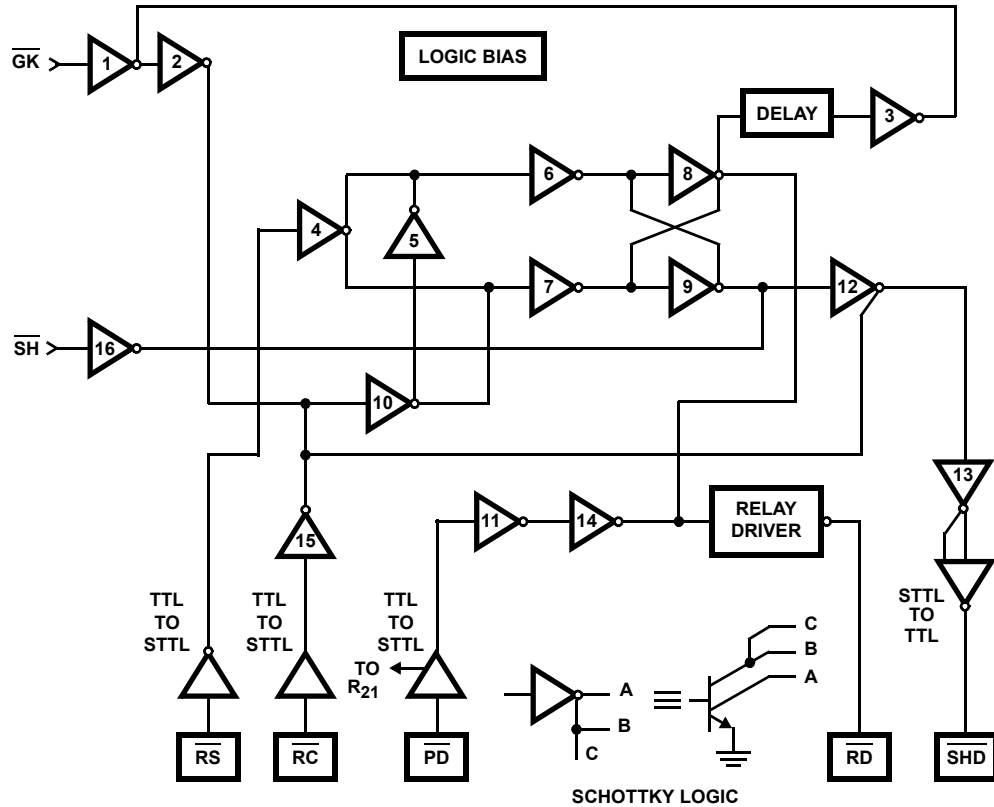 GK
1
2
LOGIC BIAS
DELAY
3
4
5
6
8
7
9
12
SH
16
10
13
11
14
RELAY
DRIVER
15
TTL
TO
STTL
TTL
TO
STTL
TTL
TO
STTL
TO
R21
STTL
TO
TTL
A
B
C
C
B
A
RS
RC
PD
RD
SHD
SCHOTTKY LOGIC